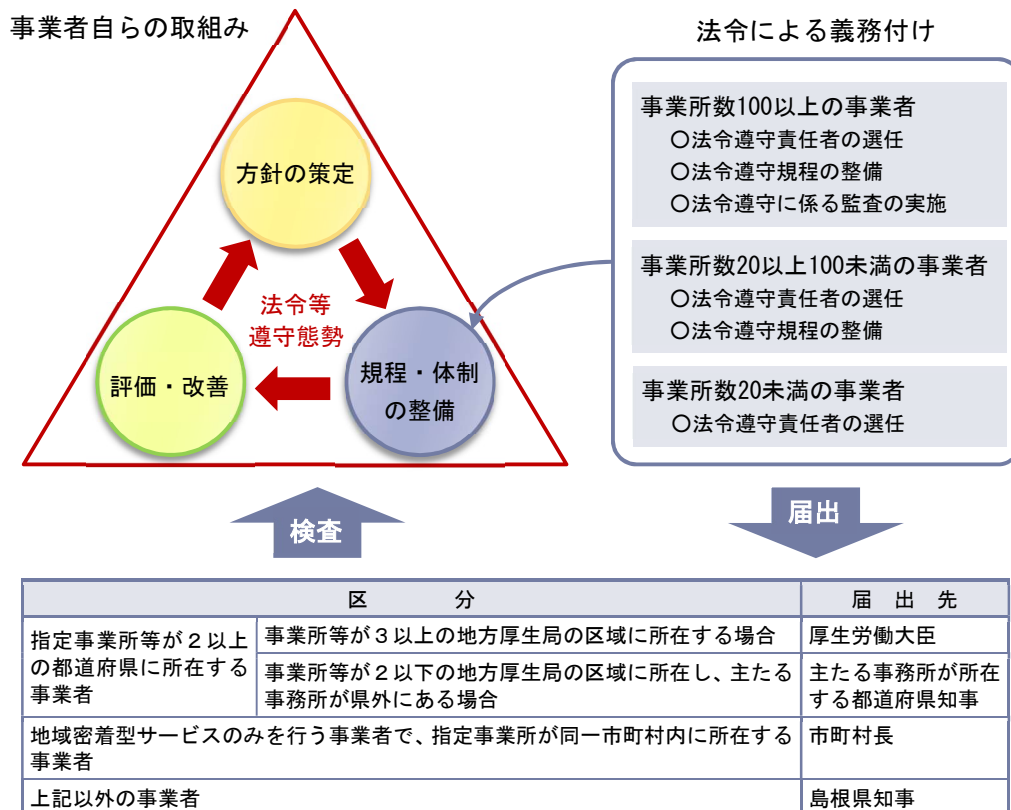 事業者自らの取組み
方針の策定
法令等
遵守態勢
評価・改善
規程・体制
の整備
法令による義務付け
事業所数100以上の事業者
○法令遵守責任者の選任
○法令遵守規程の整備
○法令遵守に係る監査の実施
事業所数20以上100未満の事業者
○法令遵守責任者の選任
○法令遵守規程の整備
事業所数20未満の事業者
○法令遵守責任者の選任
検査
届出
区　分
届　出　先
指定事業所等が２以上
の都道府県に所在する
事業者
事業所等が３以上の地方厚生局の区域に所在する場合
厚生労働大臣
事業所等が２以下の地方厚生局の区域に所在し、主たる
事務所が県外にある場合
主たる事務所が所在
する都道府県知事
地域密着型サービスのみを行う事業者で、指定事業所が同一市町村内に所在する
事業者
市町村長
上記以外の事業者
島根県知事